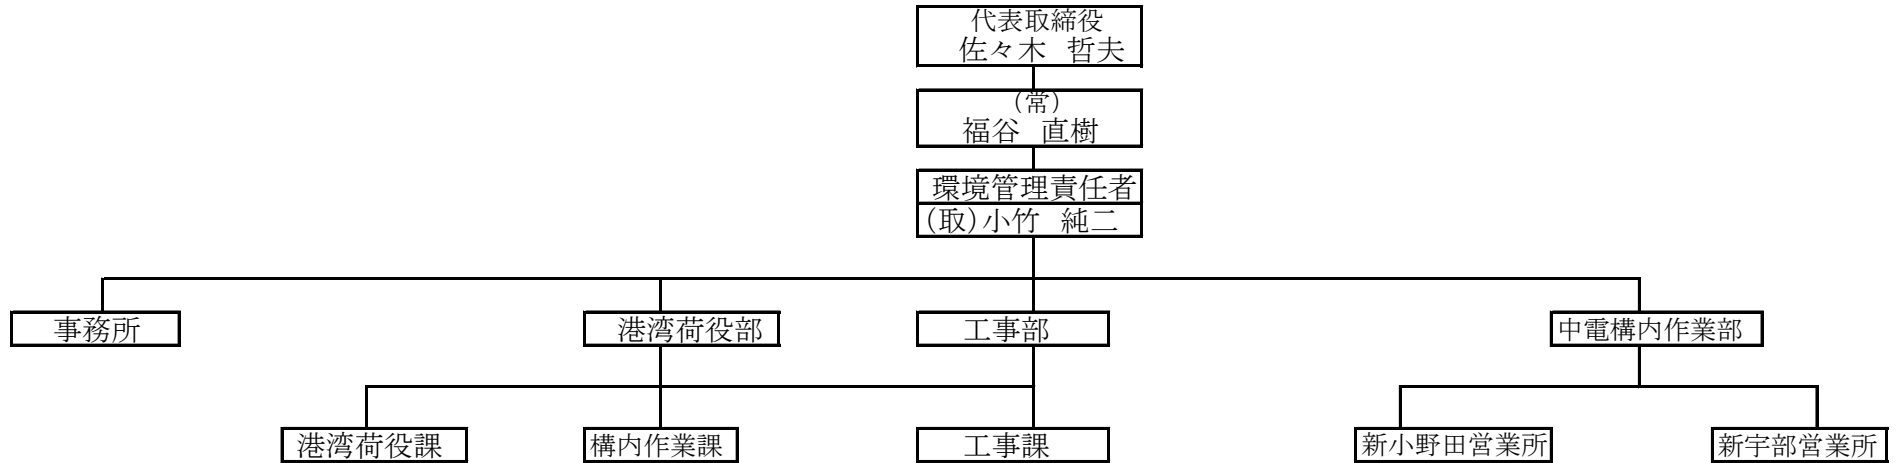 代表取締役
佐々木 哲夫
(常)
福谷 直樹
環境管理責任者
(取)小竹 純二
事務所
港湾荷役部
工事部
中電構内作業部
港湾荷役課
構内作業課
工事課
新小野田営業所
新宇部営業所